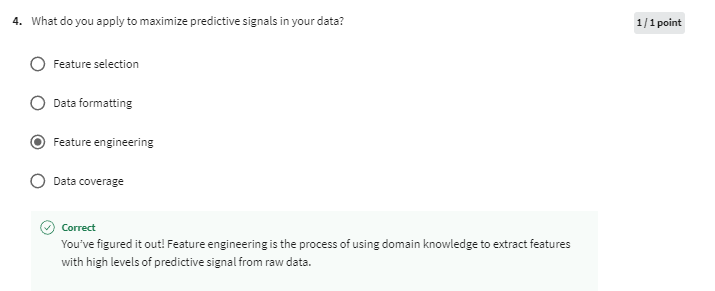 4. What do you apply to maximize predictive signals in your data?
1 / 1 point
Feature selection
Data formatting
Feature engineering
Data coverage
Correct
You've figured it out! Feature engineering is the process of using domain knowledge to extract features
with high levels of predictive signal from raw data.